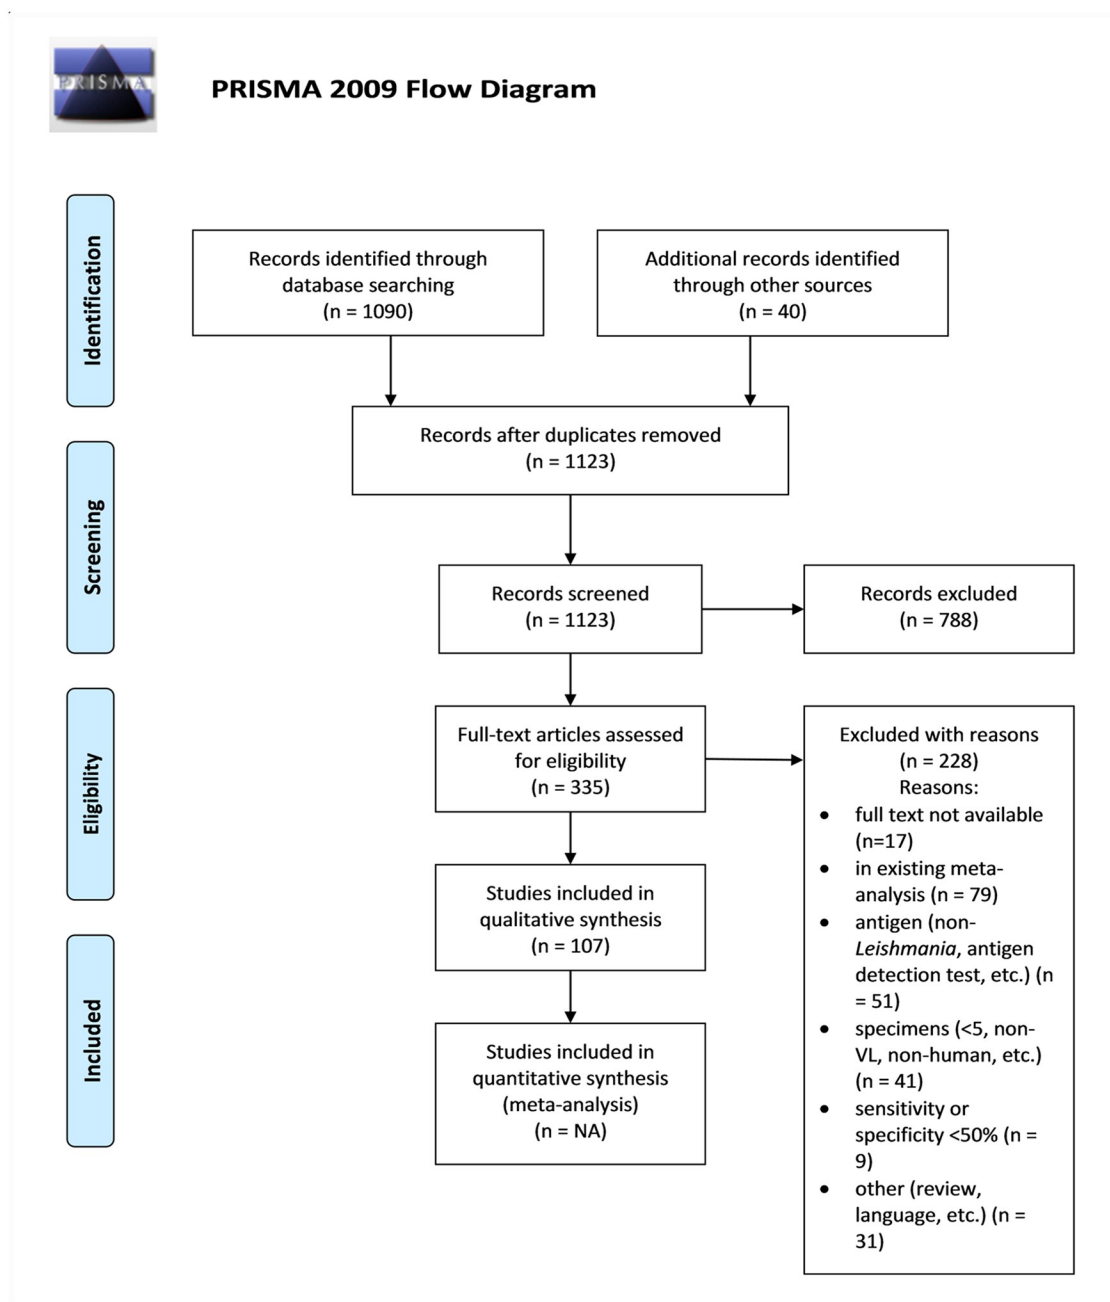 PRISMA
PRISMA 2009 Flow Diagram
Identification
Records identified through
database searching
(n = 1090)
Additional records identified
through other sources
(n = 40)
Records after duplicates removed
(n = 1123)
Screening
Records screened
(n = 1123)
Records excluded
(n = 788)
Eligibility
Full-text articles assessed
for eligibility
(n = 335)
Excluded with reasons
(n = 228)
Reasons:
• full text not available
(n=17)
• in existing meta-
analysis (n = 79)
• antigen (non-
Leishmania, antigen
detection test, etc.) (n
= 51)
• specimens (<5, non-
VL, non-human, etc.)
(n = 41)
• sensitivity or
specificity <50% (n =
9)
• other (review,
language, etc.) (n =
31)
Studies included in
qualitative synthesis
(n = 107)
Included
Studies included in
quantitative synthesis
(meta-analysis)
(n = NA)